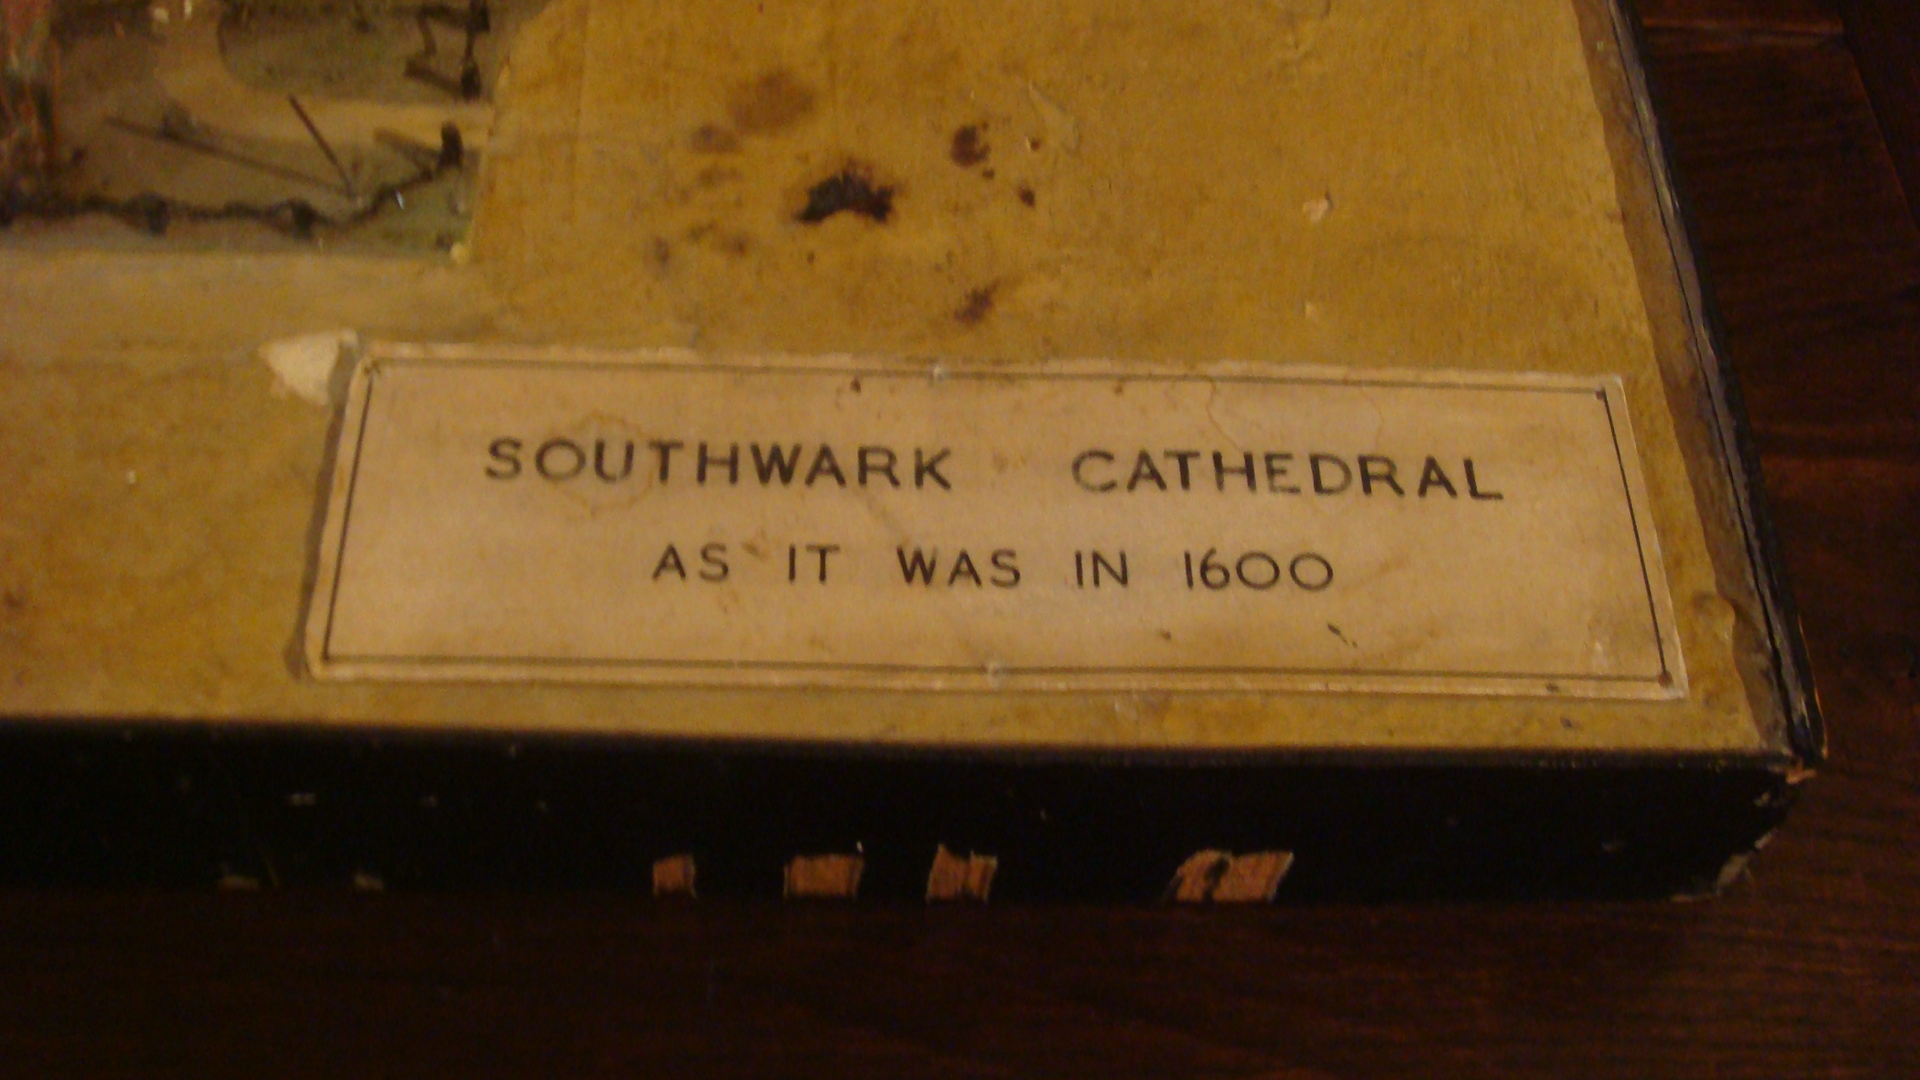 SOUTHWARK CATHEDRAL
AS IT WAS IN 1600